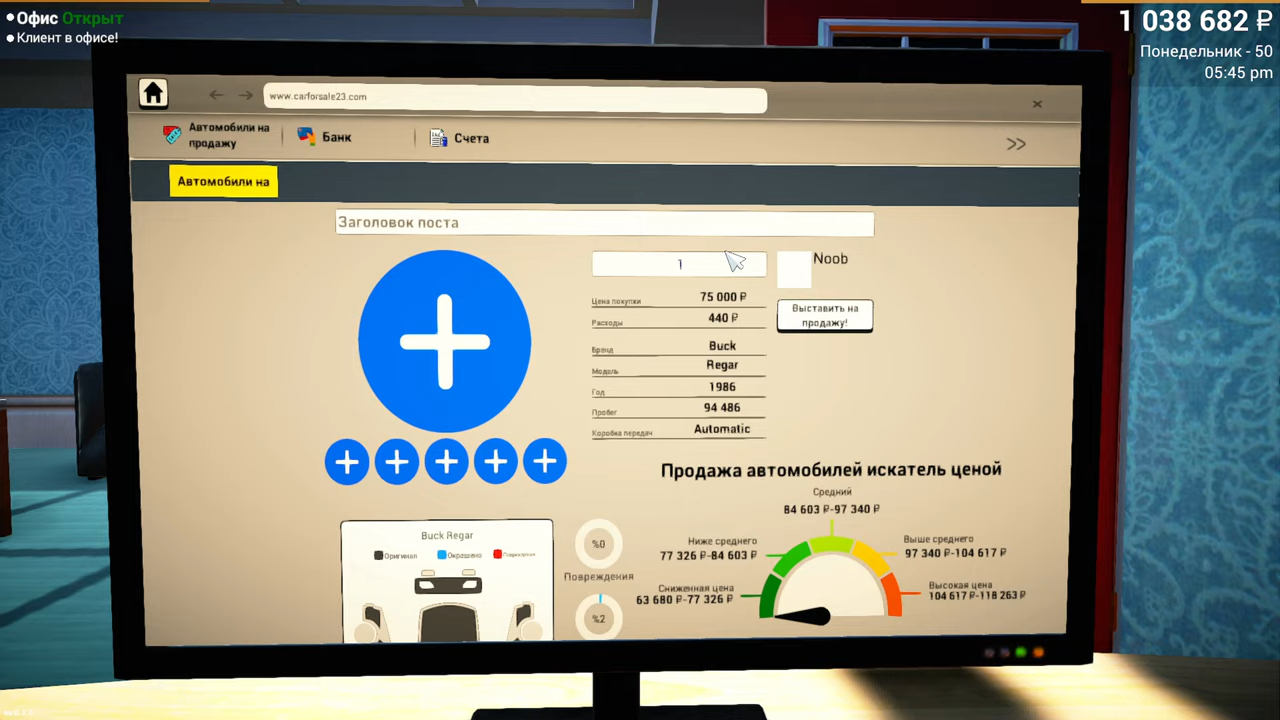 Офис Открыт
Клиент в офисе!
1 038 682 ₽
Понедельник - 50
05:45 pm
www.carforsale23.com
Автомобили на
продажу
Банк
Счета
Автомобили на
Заголовок поста
1
Noob
Цена покупки 75 000 ₽
Расходы 440 ₽
Выставить на
продажу!
Бренд Buck
Модель Regar
Год 1986
Пробег 94 486
Коробка передач Automatic
Продажа автомобилей искатель ценой
Средний
84 603 ₽-97 340 ₽
Ниже среднего
77 326 ₽-84 603 ₽
Выше среднего
97 340 ₽-104 617 ₽
Сниженная цена
63 680 ₽-77 326 ₽
Высокая цена
104 617 ₽-118 263 ₽
Buck Regar
Оригинал
Окрашено
%0
Повреждения
%2